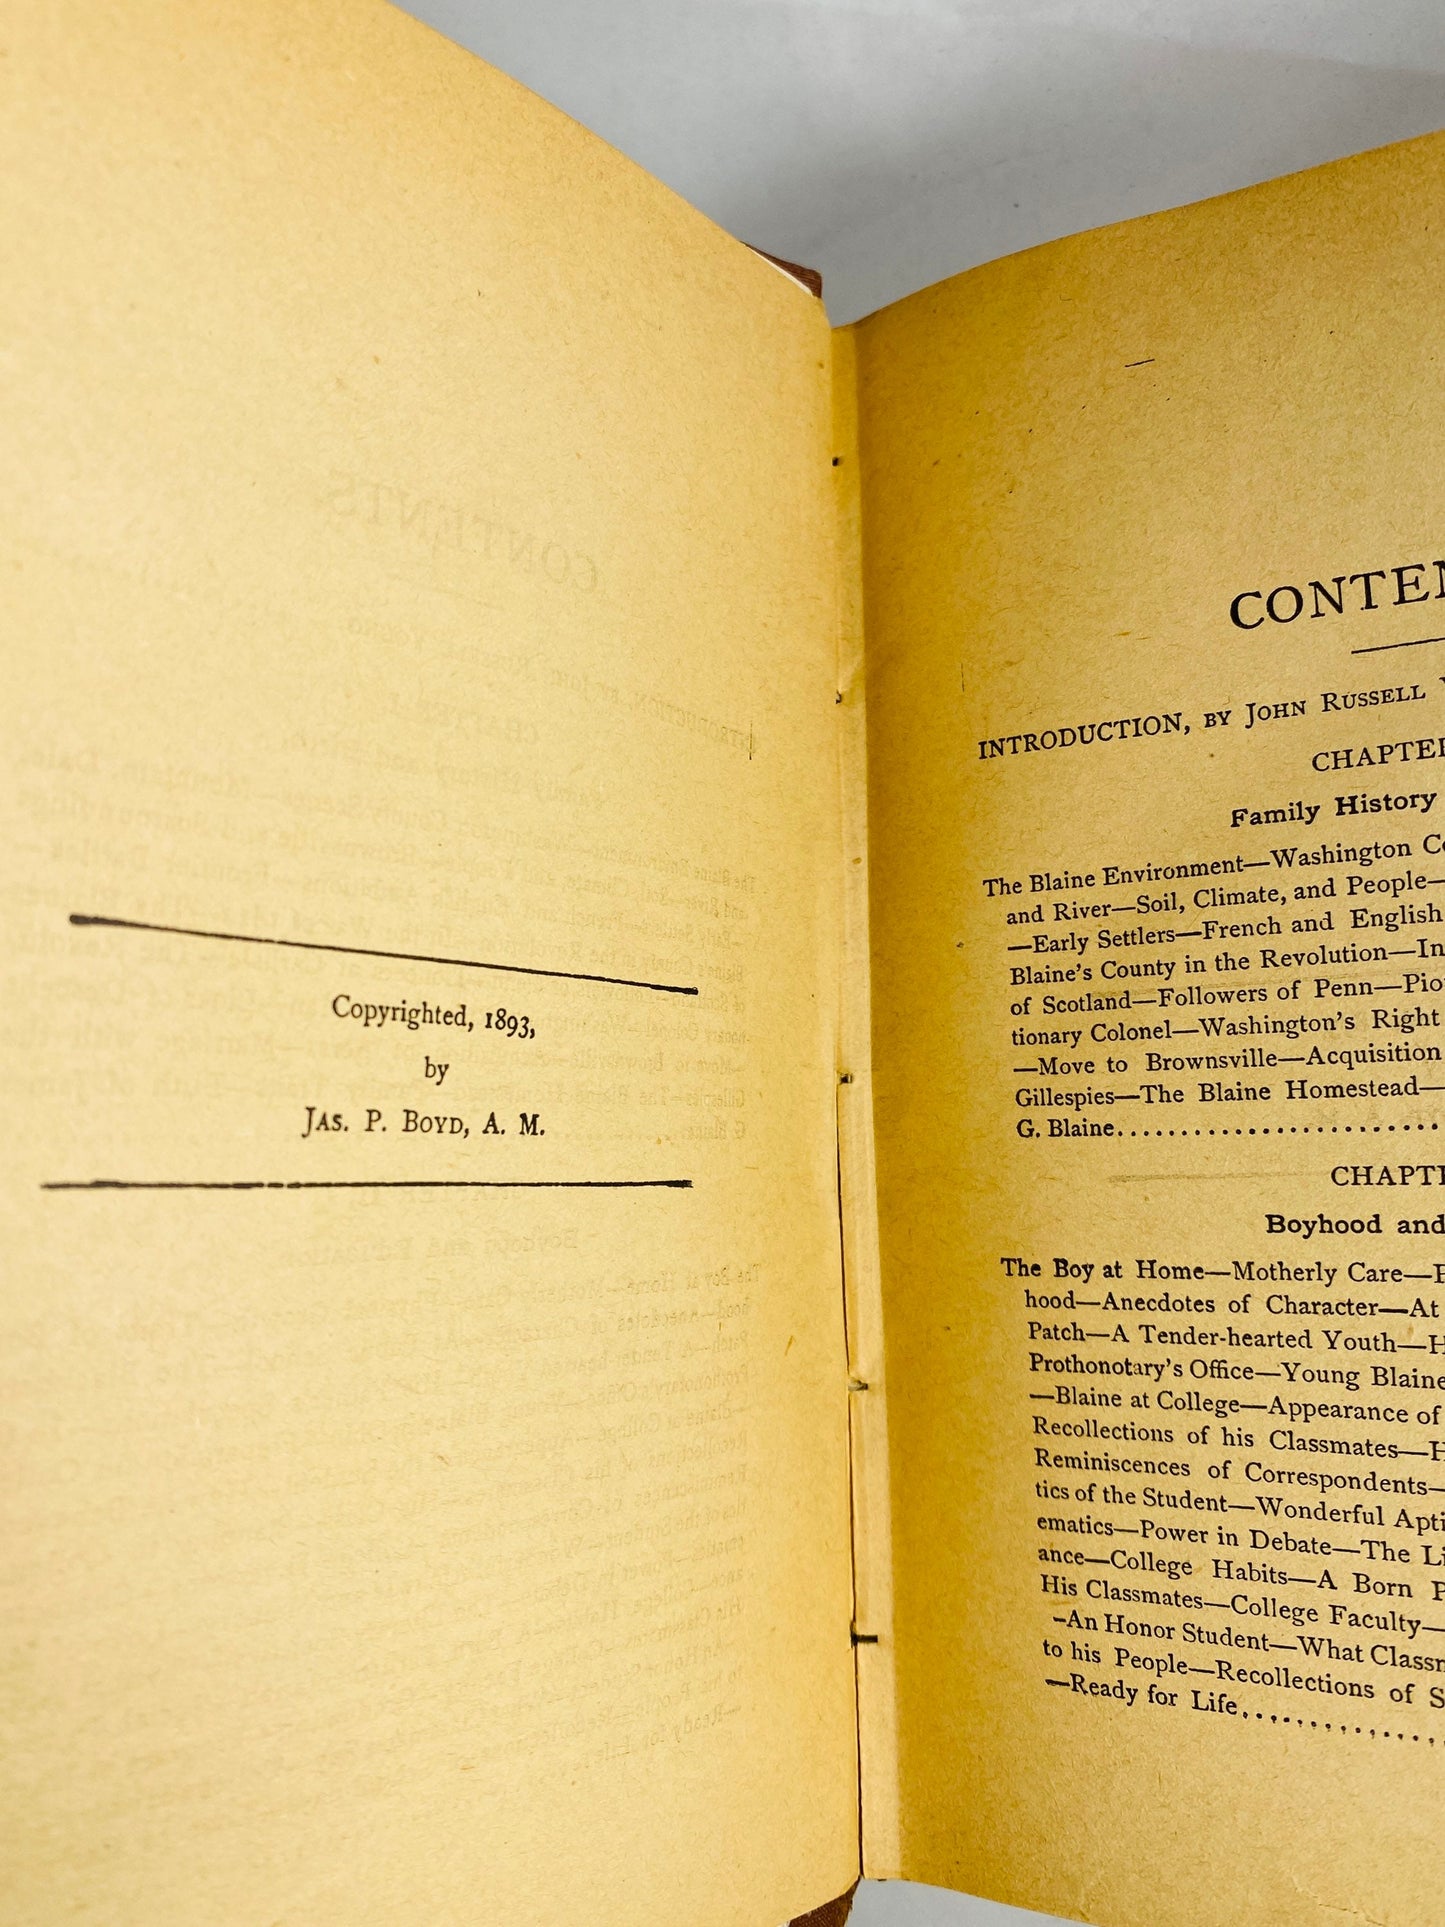 Copyrighted, 1893,
by
JAS. P. BOYD, A. M.
CONTEN
INTRODUCTION, BY JOHN RUSSELL
CHAPTER
Family History
The Blaine Environment—Washington
and River—Soil, Climate, and People—
—Early Settlers—French and English
Blaine's County in the Revolution—In
of Scotland—Followers of Penn—Pio
tionary Colonel—Washington's Right
—Move to Brownsville—Acquisition
Gillespies—The Blaine Homestead—
G. Blaine........................
CHAPTE
Boyhood and
The Boy at Home—Motherly Care—
hood—Anecdotes of Character—At
Patch—A Tender-hearted Youth—H
Prothonotary's Office—Young Blaine
—Blaine at College—Appearance of
Recollections of his Classmates—H
Reminiscences of Correspondents—
tics of the Student—Wonderful Apti
ematics—Power in Debate—The Li
ance—College Habits—A Born P
His Classmates—College Faculty—
-An Honor Student—What Classm
to his People—Recollections of S
—Ready for Life...............